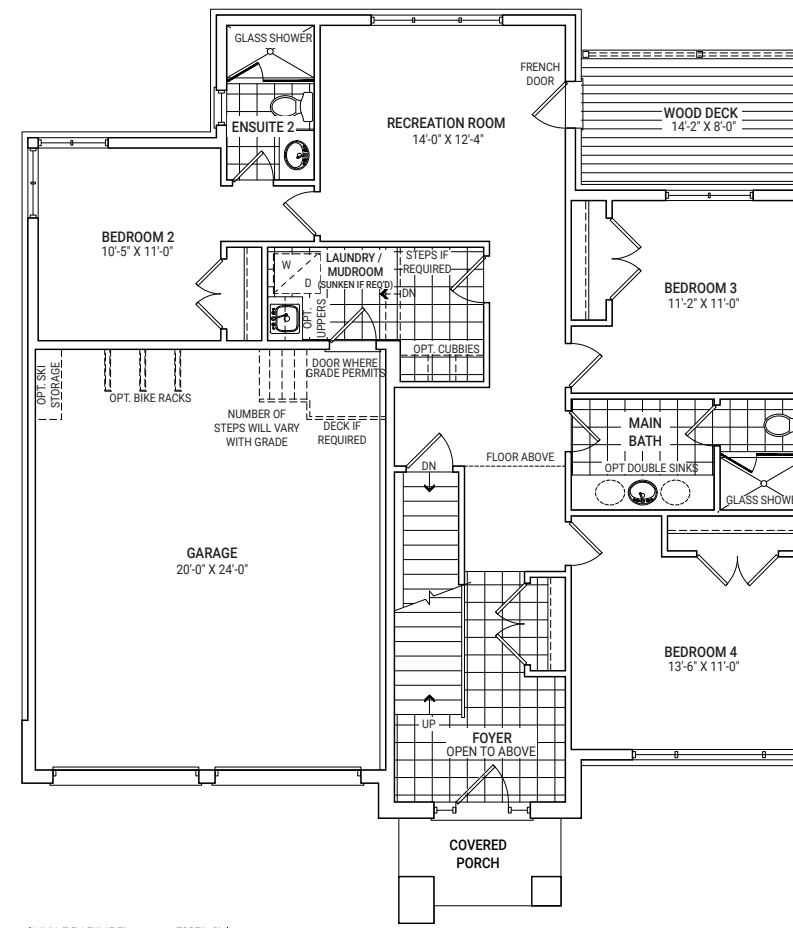 GLASS SHOWER
ENSUITE 2
RECREATION ROOM
14'-0" X 12'-4"
FRENCH
DOOR
WOOD DECK
14'-2" X 8'-0"
BEDROOM 2
10'-5" X 11'-0"
W
D
LAUNDRY /
MUDROOM
(SUNKEN IF REQ'D)
STEPS IF
REQUIRED
DN
OPT.
UPPERS
OPT. CUBBIES
BEDROOM 3
11'-2" X 11'-0"
OPT. SKI
STORAGE
OPT. BIKE RACKS
DOOR WHERE
GRADE PERMITS
NUMBER OF
STEPS WILL VARY
WITH GRADE
DECK IF
REQUIRED
MAIN
BATH
OPT DOUBLE SINKS
GLASS SHOWE
FLOOR ABOVE
DN
GARAGE
20'-0" X 24'-0"
BEDROOM 4
13'-6" X 11'-0"
UP
FOYER
OPEN TO ABOVE
COVERED
PORCH